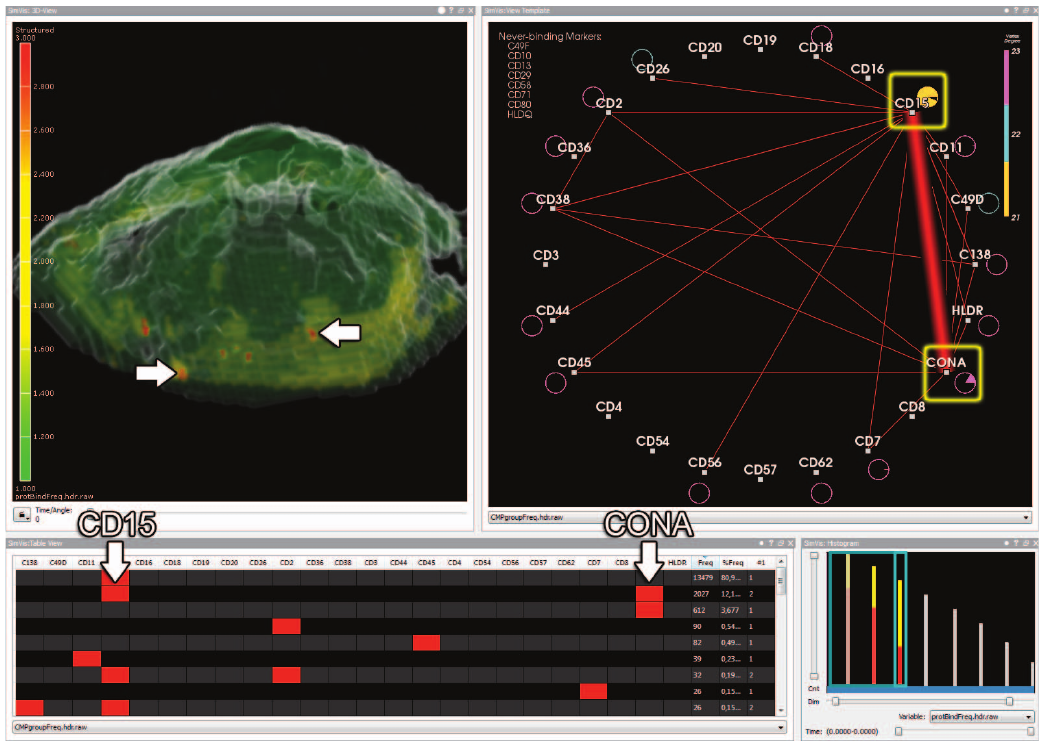 SimVis: 3D-View
Structured
3.000
2.800
2.600
2.400
2.200
2.000
1.800
1.600
1.400
1.200
1.000
protBindFreq.hdr.raw
Time/Angle:
0
SimVis:View Template
Never-binding Markers:
C49F
CD10
CD13
CD29
CD58
CD71
CD80
HLDQ
CD19
CD20
CD18
CD26
CD16
CD2
CD15
CD36
CD11
CD38
C49D
CD3
C138
CD44
HLDR
CD45
CONA
CD4
CD8
CD54
CD7
CD56
CD57
CD62
Degree
23
22
21
CMPgroupFreq.hdr.raw
CD15
CONA
SimVis:Table View
C138 C49D CD11 CD16 CD18 CD19 CD20 CD26 CD2 CD36 CD38 CD3 CD44 CD45 CD4 CD54 CD56 CD57 CD62 CD7 CD8 HLDR Freq %Freq #1
13479 80,9... 1
2027 12,1... 2
612 3,677 1
90 0,54... 1
82 0,49... 1
39 0,23... 1
32 0,19... 2
26 0,15... 1
26 0,15... 2
CMPgroupFreq.hdr.raw
SimVis: Histogram
Cnt
Dim
Variable: protBindFreq.hdr.raw
Time: (0.0000-0.0000)